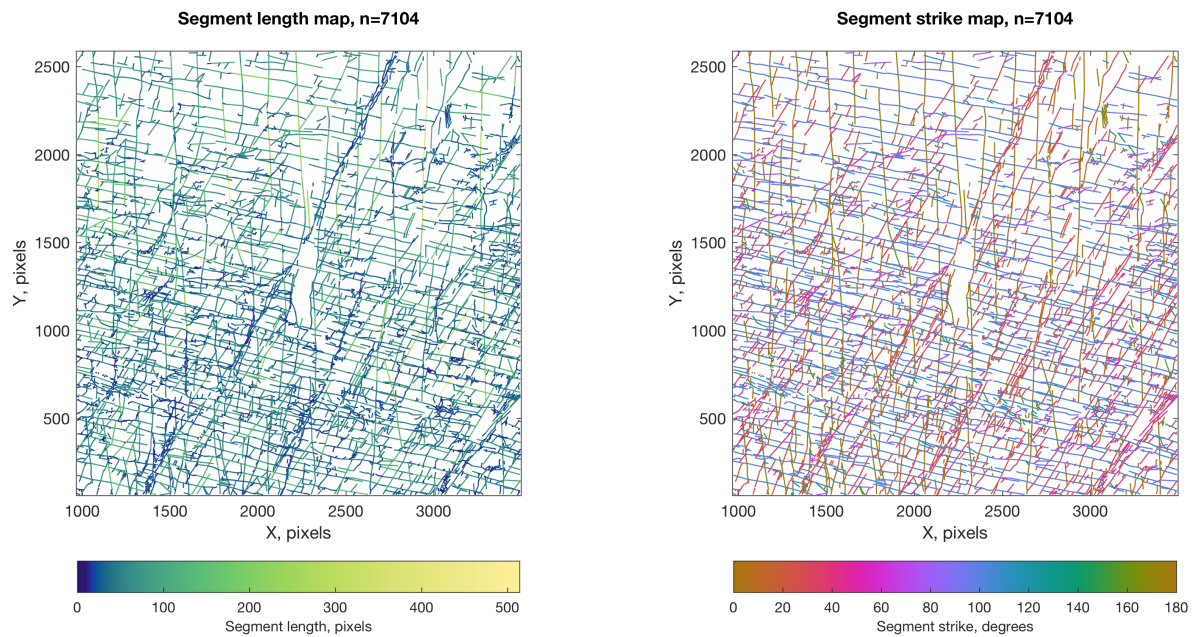 Segment length map, n=7104
2500
2000
1500
1000
500
Y, pixels
1000 1500 2000 2500 3000
X, pixels
0 100 200 300 400 500
Segment length, pixels
Segment strike map, n=7104
2500
2000
1500
1000
500
Y, pixels
1000 1500 2000 2500 3000
X, pixels
0 20 40 60 80 100 120 140 160 180
Segment strike, degrees